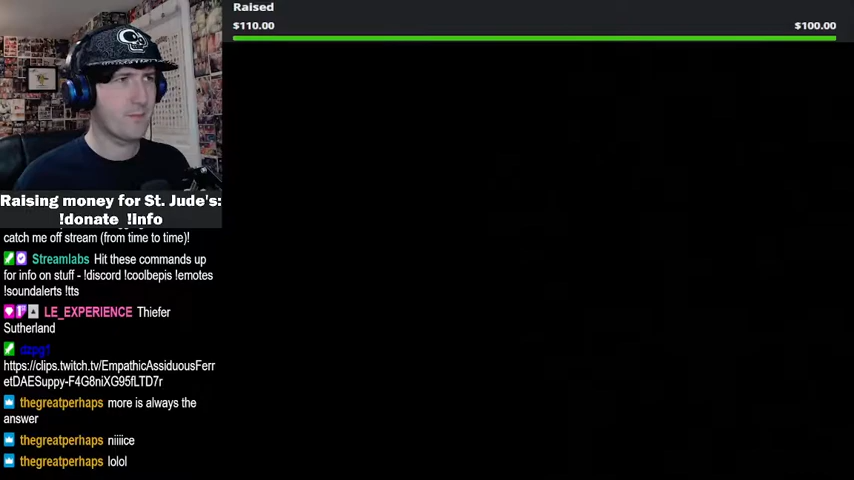 Raised
$110.00 $100.00
Raising money for St. Jude's:
!donate !Info
catch me off stream (from time to time)!
Streamlabs Hit these commands up
for info on stuff - !discord !coolbepis !emotes
!soundalerts !tts
LE_EXPERIENCE Thiefer
Sutherland
dzpg1
https://clips.twitch.tv/EmpathicAssiduousFerr
etDAESuppy-F4G8niXG95fLTD7r
thegreatperhaps more is always the
answer
thegreatperhaps niiiice
thegreatperhaps lolol